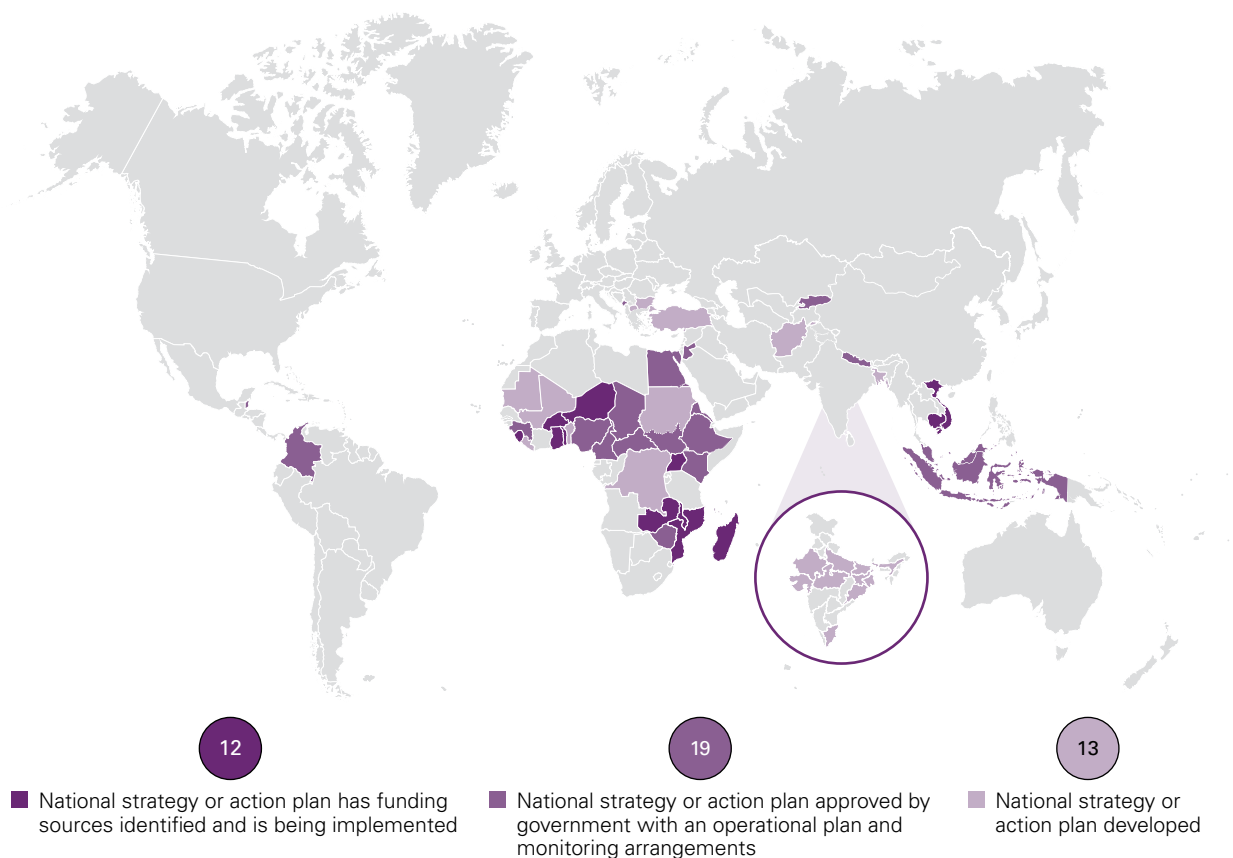 12
National strategy or action plan has funding
sources identified and is being implemented
19
National strategy or action plan approved by
government with an operational plan and
monitoring arrangements
13
National strategy or
action plan developed